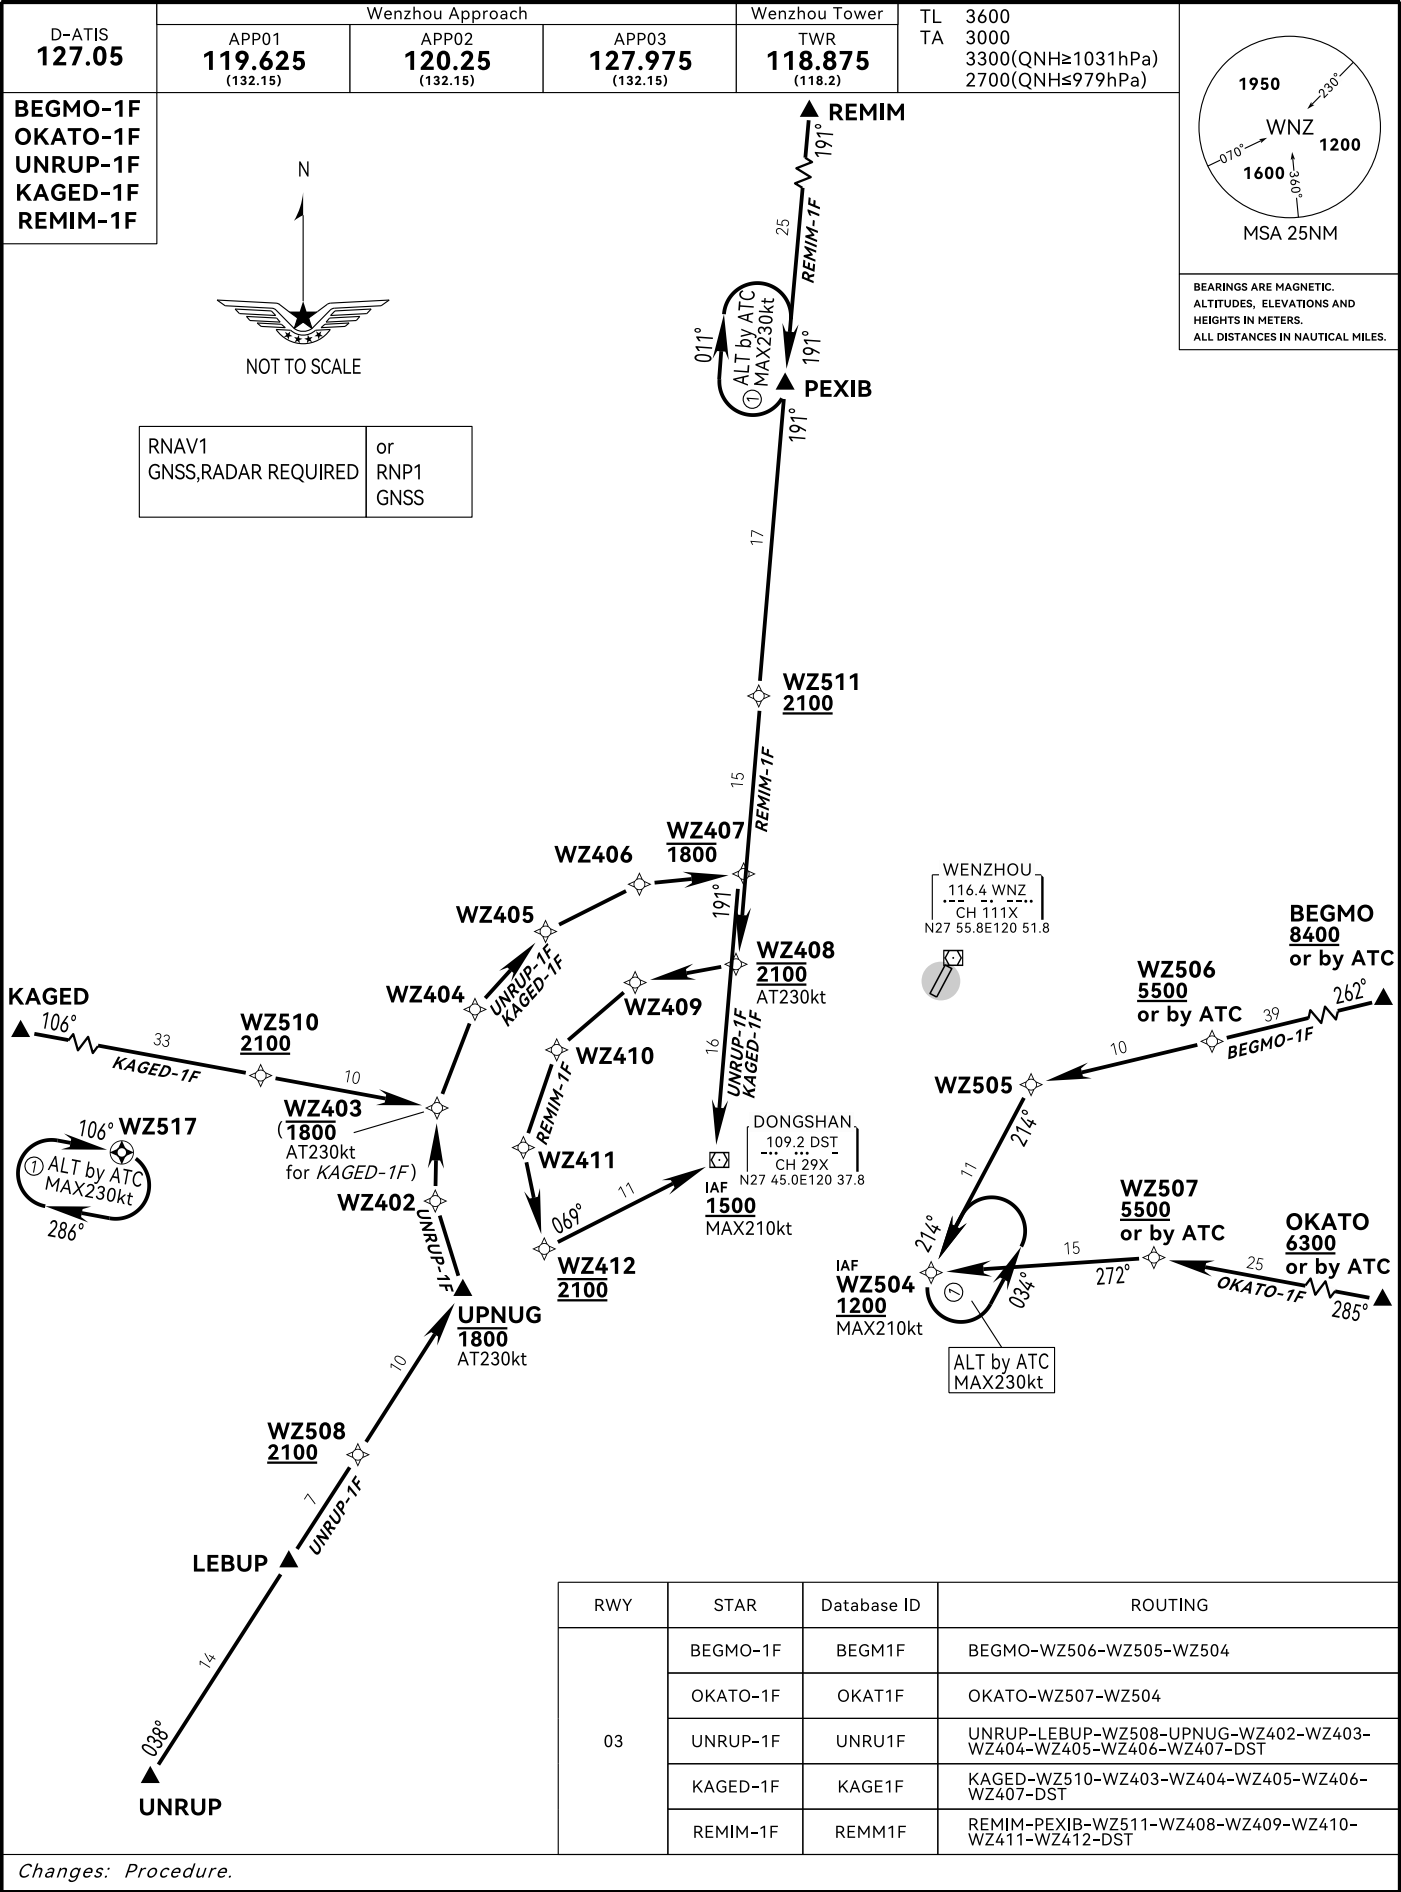 D-ATIS
127.05
Wenzhou Approach
APP01
119.625
(132.15)
APP02
120.25
(132.15)
APP03
127.975
(132.15)
Wenzhou Tower
TWR
118.875
(118.2)
TL 3600
TA 3000
3300(QNH≥1031hPa)
2700(QNH≤979hPa)
BEGMO-1F
OKATO-1F
UNRUP-1F
KAGED-1F
REMIM-1F
N
NOT TO SCALE
1950
230°
WNZ
1200
070°
1600
360°
MSA 25NM
BEARINGS ARE MAGNETIC.
ALTITUDES, ELEVATIONS AND
HEIGHTS IN METERS.
ALL DISTANCES IN NAUTICAL MILES.
RNAV1
GNSS,RADAR REQUIRED
or
RNP1
GNSS
REMIM
191°
25
REMIM-1F
011°
① ALT by ATC
MAX230kt
191°
PEXIB
191°
17
WZ511
2100
15
REMIM-1F
WZ407
1800
WZ406
191°
WZ405
UNRUP-1F
KAGED-1F
WZ408
2100
AT230kt
WZ409
WZ404
WZ410
REMIM-1F
16
UNRUP-1F
KAGED-1F
WENZHOU
116.4 WNZ
CH 111X
N27 55.8E120 51.8
BEGMO
8400
or by ATC
262°
39
BEGMO-1F
WZ506
5500
or by ATC
10
WZ505
214°
11
214°
KAGED
106°
33
KAGED-1F
WZ510
2100
10
WZ403
(1800
AT230kt
for KAGED-1F)
106°
WZ517
① ALT by ATC
MAX230kt
286°
WZ402
UNRUP-1F
WZ411
069°
11
WZ412
2100
DONGSHAN
109.2 DST
CH 29X
N27 45.0E120 37.8
IAF
1500
MAX210kt
WZ507
5500
or by ATC
OKATO
6300
or by ATC
285°
25
OKATO-1F
15
272°
IAF
WZ504
1200
MAX210kt
①
034°
ALT by ATC
MAX230kt
UPNUG
1800
AT230kt
10
WZ508
2100
7
UNRUP-1F
LEBUP
14
038°
UNRUP
RWY STAR Database ID ROUTING
03
BEGMO-1F BEGM1F BEGMO-WZ506-WZ505-WZ504
OKATO-1F OKAT1F OKATO-WZ507-WZ504
UNRUP-1F UNRU1F UNRUP-LEBUP-WZ508-UPNUG-WZ402-WZ403-
WZ404-WZ405-WZ406-WZ407-DST
KAGED-1F KAGE1F KAGED-WZ510-WZ403-WZ404-WZ405-WZ406-
WZ407-DST
REMIM-1F REMM1F REMIM-PEXIB-WZ511-WZ408-WZ409-WZ410-
WZ411-WZ412-DST
Changes: Procedure.